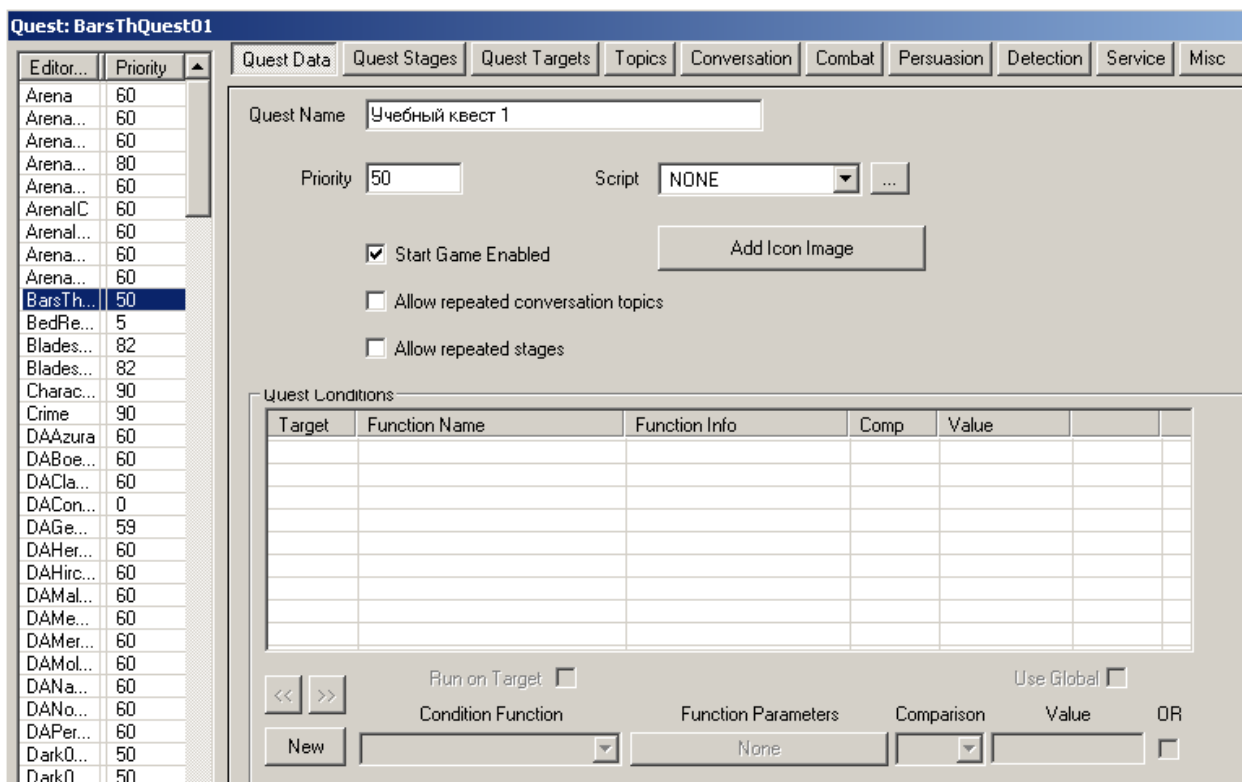 Quest: BarsThQuest01
Quest Data Quest Stages Quest Targets Topics Conversation Combat Persuasion Detection Service Misc
Editor... Priority
Arena 60
Arena... 60
Arena... 60
Arena... 80
Arena... 60
ArenaIC 60
ArenaI... 60
Arena... 60
Arena... 60
BarsTh... 50
BedRe... 5
Blades... 82
Blades... 82
Charac... 90
Crime 90
DAAzura 60
DABoe... 60
DACla... 60
DACon... 0
DAGe... 59
DAHer... 60
DAHirc... 60
DAMal... 60
DAMe... 60
DAMer... 60
DAMol... 60
DANa... 60
DANo... 60
DAPer... 60
Dark0... 50
Dark0... 50
Quest Name Учебный квест 1
Priority 50 Script NONE ...
Start Game Enabled Add Icon Image
Allow repeated conversation topics
Allow repeated stages
Quest Conditions
Target Function Name Function Info Comp Value
<< >> Run on Target Use Global
Condition Function Function Parameters Comparison Value OR
New None